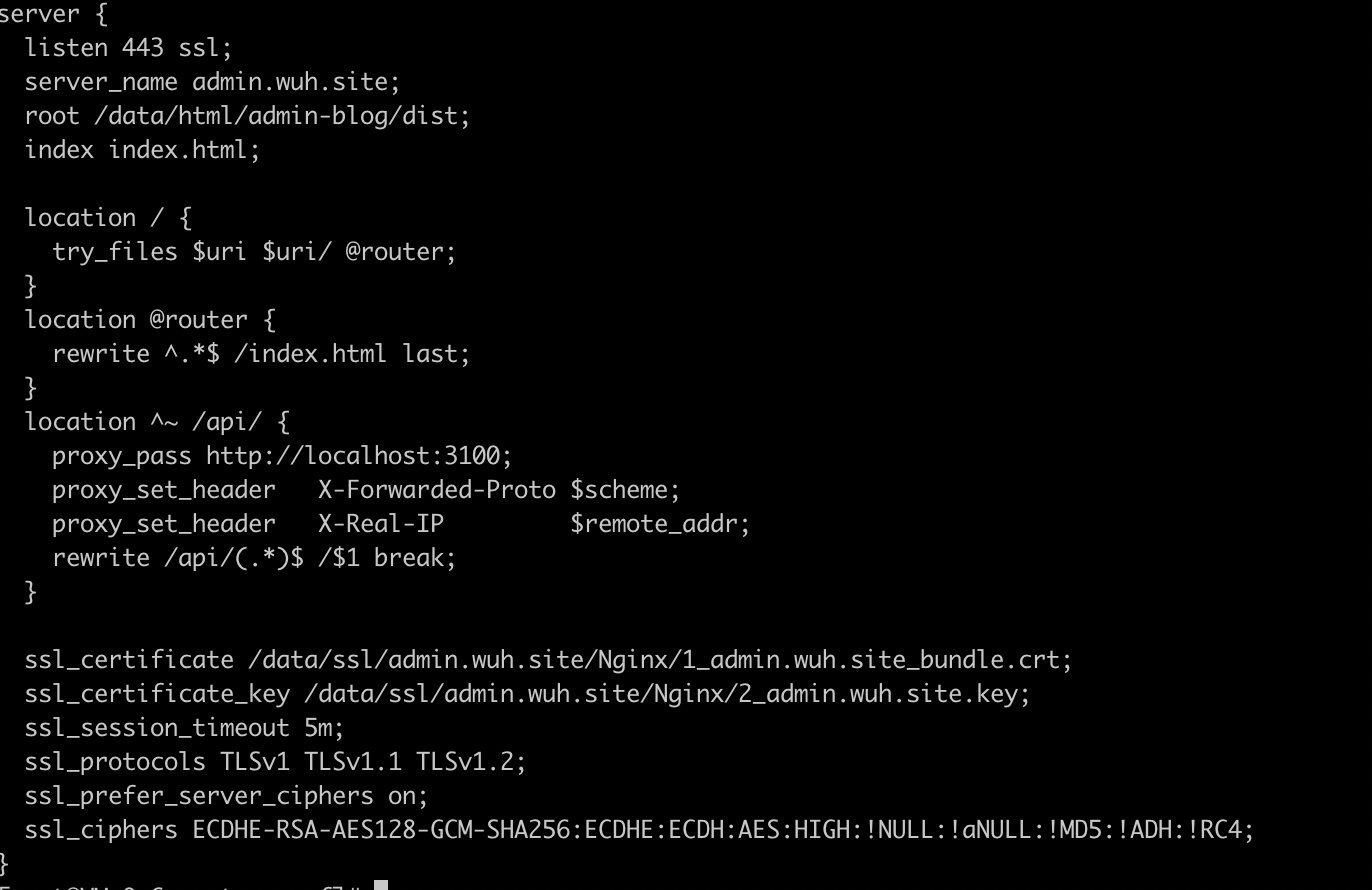 server {
  listen 443 ssl;
  server_name admin.wuh.site;
  root /data/html/admin-blog/dist;
  index index.html;

  location / {
    try_files $uri $uri/ @router;
  }
  location @router {
    rewrite ^.*$ /index.html last;
  }
  location ^~ /api/ {
    proxy_pass http://localhost:3100;
    proxy_set_header   X-Forwarded-Proto $scheme;
    proxy_set_header   X-Real-IP         $remote_addr;
    rewrite /api/(.*)$ /$1 break;
  }

  ssl_certificate /data/ssl/admin.wuh.site/Nginx/1_admin.wuh.site_bundle.crt;
  ssl_certificate_key /data/ssl/admin.wuh.site/Nginx/2_admin.wuh.site.key;
  ssl_session_timeout 5m;
  ssl_protocols TLSv1 TLSv1.1 TLSv1.2;
  ssl_prefer_server_ciphers on;
  ssl_ciphers ECDHE-RSA-AES128-GCM-SHA256:ECDHE:ECDH:AES:HIGH:!NULL:!aNULL:!MD5:!ADH:!RC4;
}